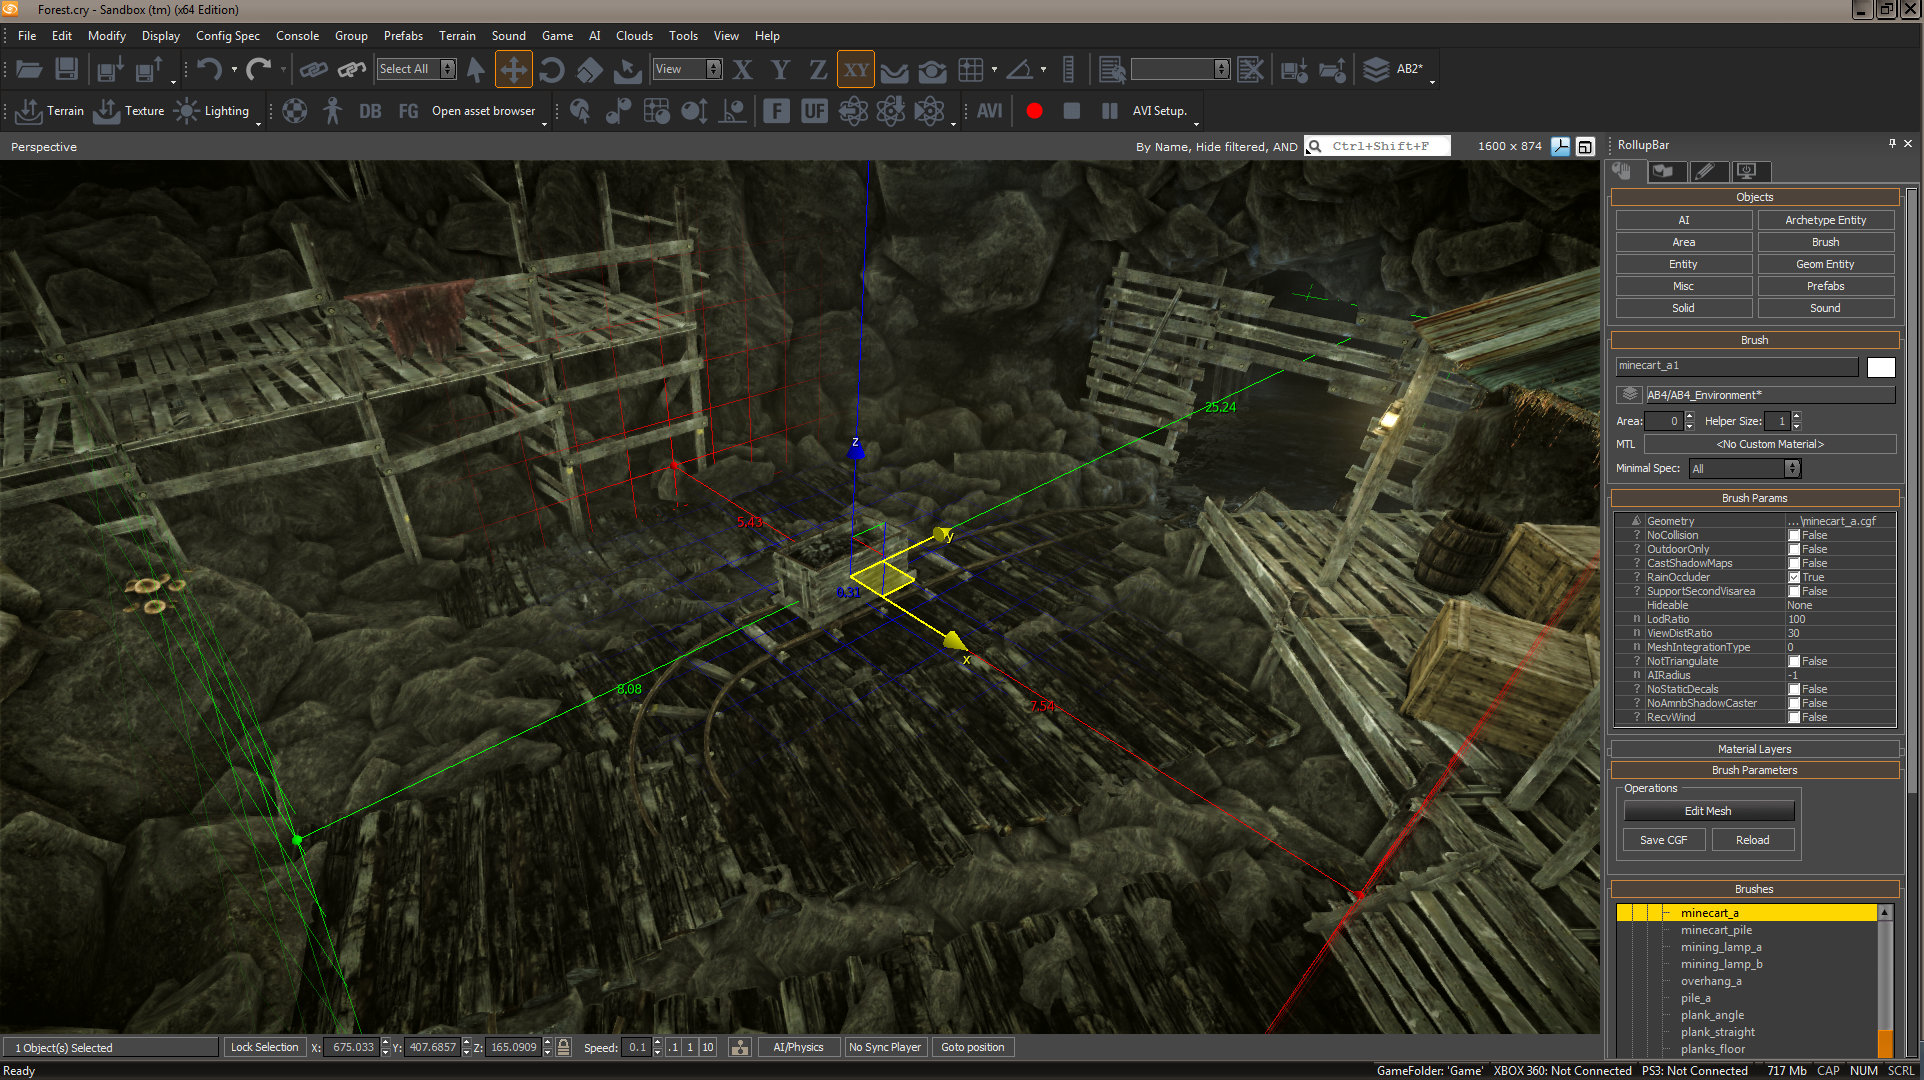 Forest.cry - Sandbox (tm) (x64 Edition)
File Edit Modify Display Config Spec Console Group Prefabs Terrain Sound Game AI Clouds Tools View Help
Select All View X Y Z XY AB2*
Terrain Texture Lighting DB FG Open asset browser F UF AVI AVI Setup.
Perspective By Name, Hide filtered, AND Ctrl+Shift+F 1600 x 874
RollupBar
Objects
AI Archetype Entity
Area Brush
Entity Geom Entity
Misc Prefabs
Solid Sound
Brush
minecart_a1
AB4/AB4_Environment*
Area: 0 Helper Size: 1
MTL <No Custom Material>
Minimal Spec: All
Brush Params
Geometry ...\minecart_a.cgf
? NoCollision False
? OutdoorOnly False
? CastShadowMaps False
? RainOccluder True
? SupportSecondVisarea False
Hideable None
n LodRatio 100
n ViewDistRatio 30
n MeshIntegrationType 0
? NotTriangulate False
n AIRadius -1
? NoStaticDecals False
? NoAmnbShadowCaster False
? RecvWind False
Material Layers
Brush Parameters
Operations
Edit Mesh
Save CGF Reload
Brushes
minecart_a
minecart_pile
mining_lamp_a
mining_lamp_b
overhang_a
pile_a
plank_angle
plank_straight
planks_floor
25.24
z
5.43
y
0.31
x
8.08
7.54
1 Object(s) Selected Lock Selection X: 675.033 Y: 407.6857 Z: 165.0909 Speed: 0.1 .1 1 10 AI/Physics No Sync Player Goto position
Ready GameFolder: 'Game' XBOX 360: Not Connected PS3: Not Connected 717 Mb CAP NUM SCRL